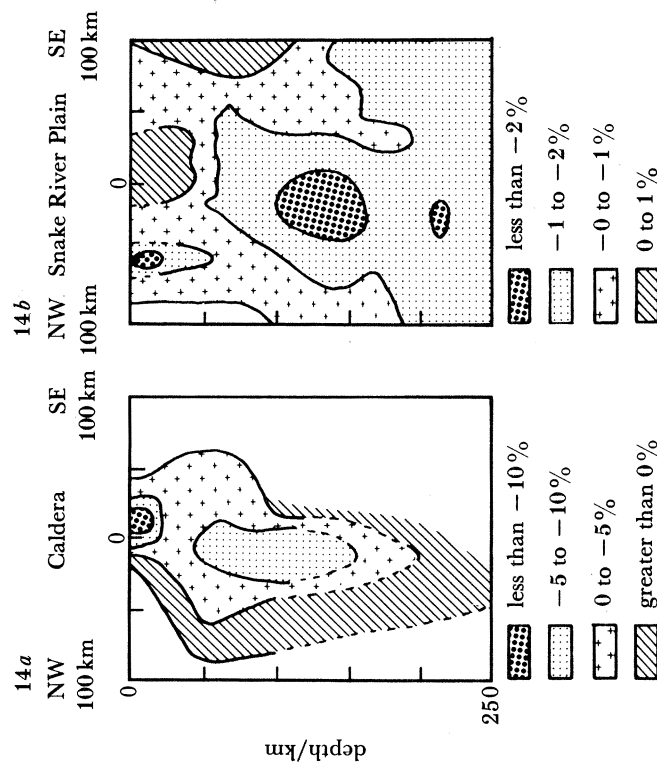 14a
NW Caldera SE
100 km 0 100 km
0
depth/km
250
less than −10%
−5 to −10%
0 to −5%
greater than 0%
14b
NW Snake River Plain SE
100 km 0 100 km
less than −2%
−1 to −2%
−0 to −1%
0 to 1%